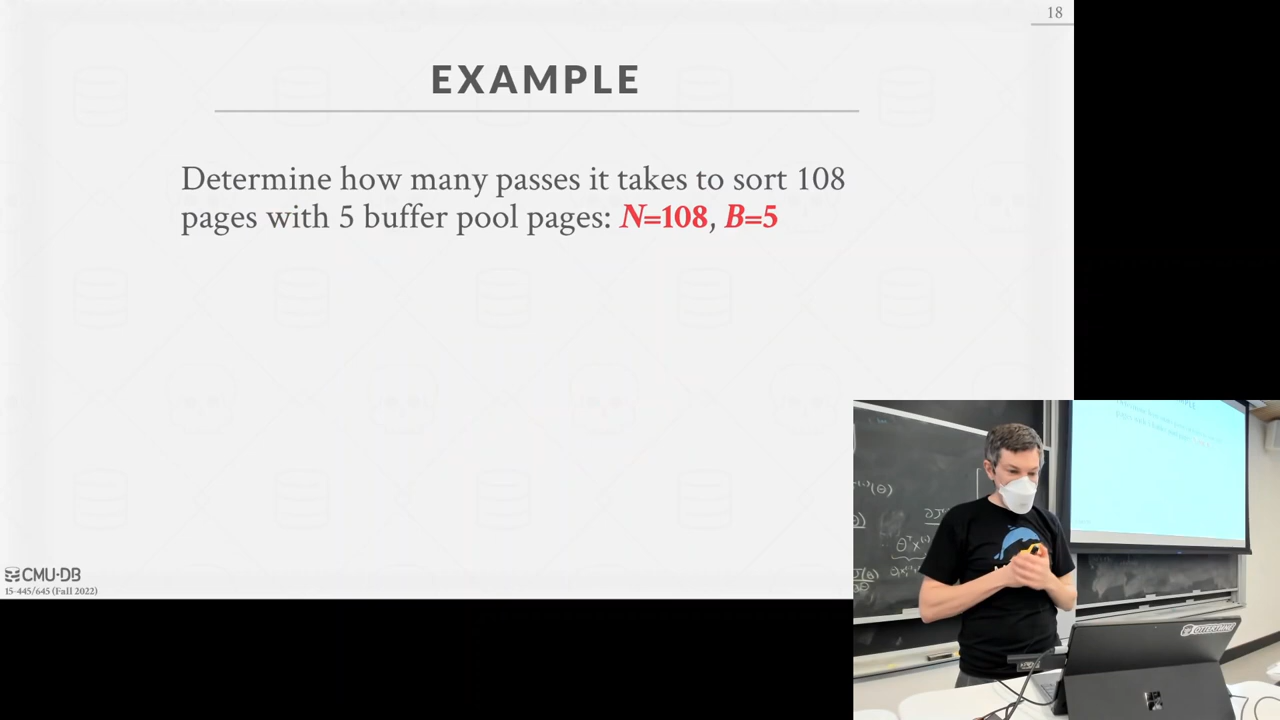 18
EXAMPLE
Determine how many passes it takes to sort 108
pages with 5 buffer pool pages: N=108, B=5
CMU·DB
15-445/645 (Fall 2022)